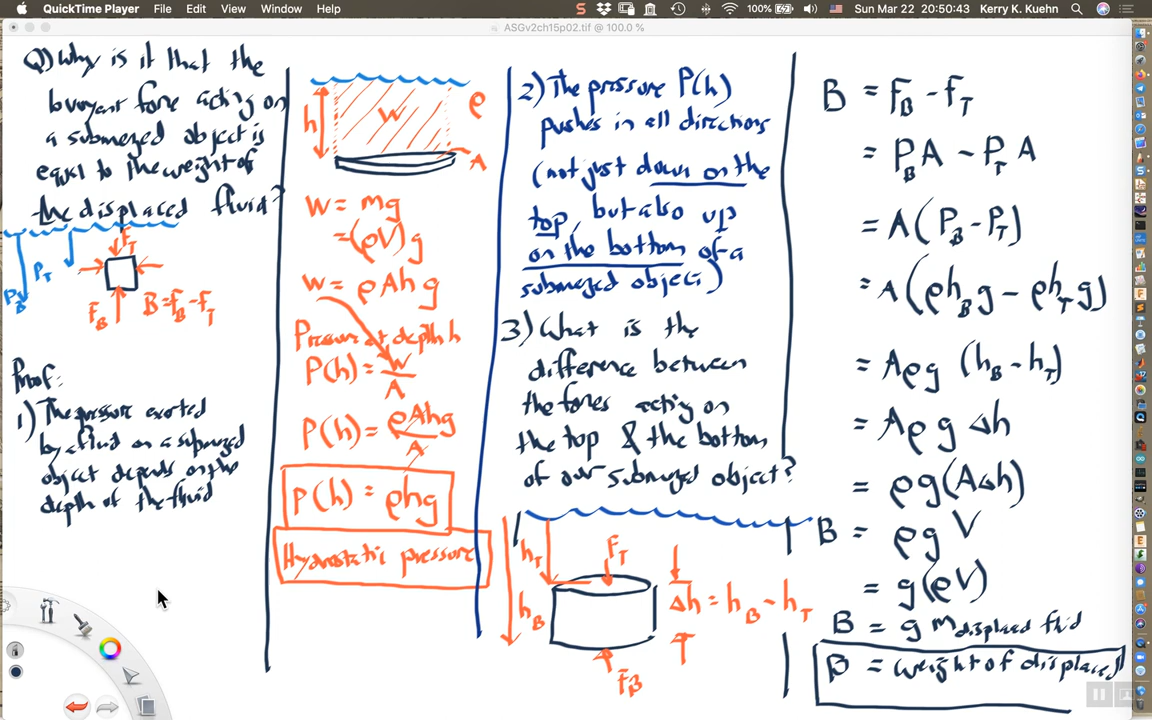 QuickTime Player File Edit View Window Help
100%
Sun Mar 22 20:50:43 Kerry K. Kuehn
ASGv2ch15p02.tif @ 100.0 %
Q) Why is it that the
buoyant force acting on
a submerged object is
equal to the weight of
the displaced fluid?
F_T
P_T
P_B
F_B
B = F_B - F_T
Proof:
1) The pressure exerted
by fluid on a submerged
object depends on the
depth of the fluid
h
W
ρ
A
W = mg
= (ρV)g
W = ρAhg
Pressure at depth h
P(h) = W/A
P(h) = ρAhg/A
P(h) = ρhg
Hydrostatic pressure
2) The pressure P(h)
pushes in all directions
(not just down on the
top, but also up
on the bottom of a
submerged object)
3) What is the
difference between
the forces acting on
the top & the bottom
of our submerged object?
h_T
F_T
h_B
Δh = h_B - h_T
F_B
B = F_B - F_T
= P_B A - P_T A
= A(P_B - P_T)
= A(ρh_B g - ρh_T g)
= Aρg (h_B - h_T)
= Aρg Δh
= ρg(AΔh)
B = ρg V
= g(ρV)
B = g m displaced fluid
B = weight of displaced